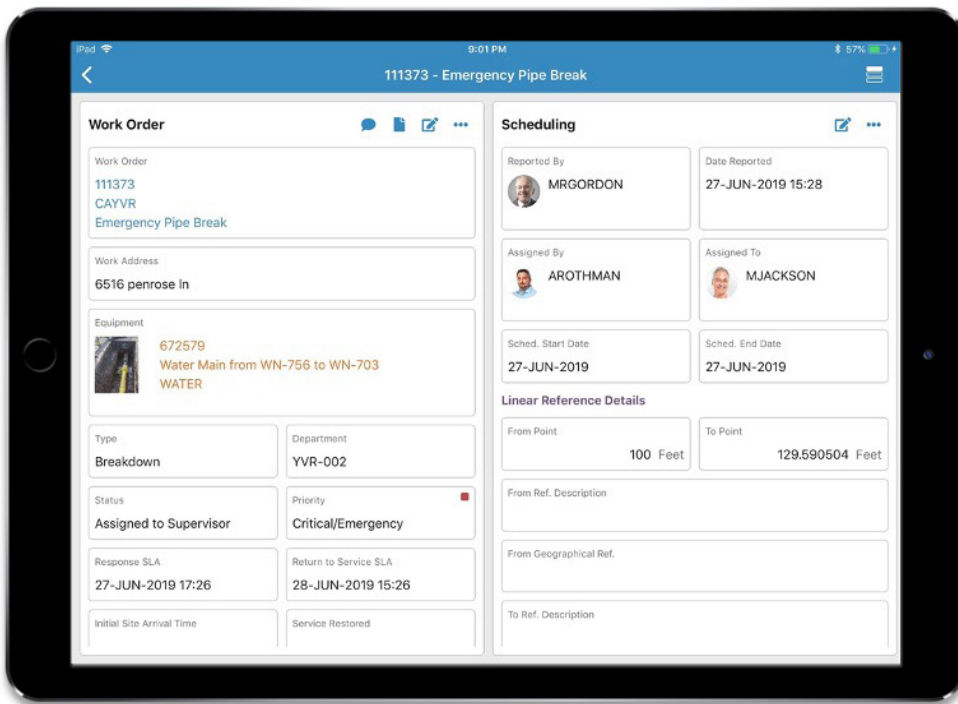 iPad
9:01 PM
57%
111373 - Emergency Pipe Break
Work Order
Work Order
111373
CAYVR
Emergency Pipe Break
Work Address
6516 penrose ln
Equipment
672579
Water Main from WN-756 to WN-703
WATER
Type
Breakdown
Department
YVR-002
Status
Assigned to Supervisor
Priority
Critical/Emergency
Response SLA
27-JUN-2019 17:26
Return to Service SLA
28-JUN-2019 15:26
Initial Site Arrival Time
Service Restored
Scheduling
Reported By
MRGORDON
Date Reported
27-JUN-2019 15:28
Assigned By
AROTHMAN
Assigned To
MJACKSON
Sched. Start Date
27-JUN-2019
Sched. End Date
27-JUN-2019
Linear Reference Details
From Point
100 Feet
To Point
129.590504 Feet
From Ref. Description
From Geographical Ref.
To Ref. Description